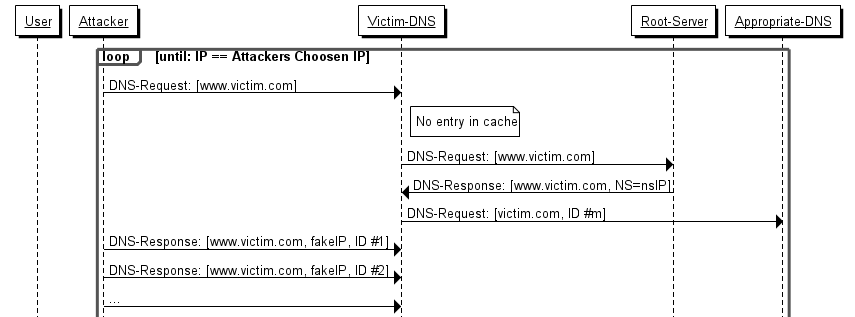 User Attacker Victim-DNS Root-Server Appropriate-DNS
loop [until: IP == Attackers Choosen IP]
DNS-Request: [www.victim.com]
No entry in cache
DNS-Request: [www.victim.com]
DNS-Response: [www.victim.com, NS=nsIP]
DNS-Request: [victim.com, ID #m]
DNS-Response: [www.victim.com, fakeIP, ID #1]
DNS-Response: [www.victim.com, fakeIP, ID #2]
...